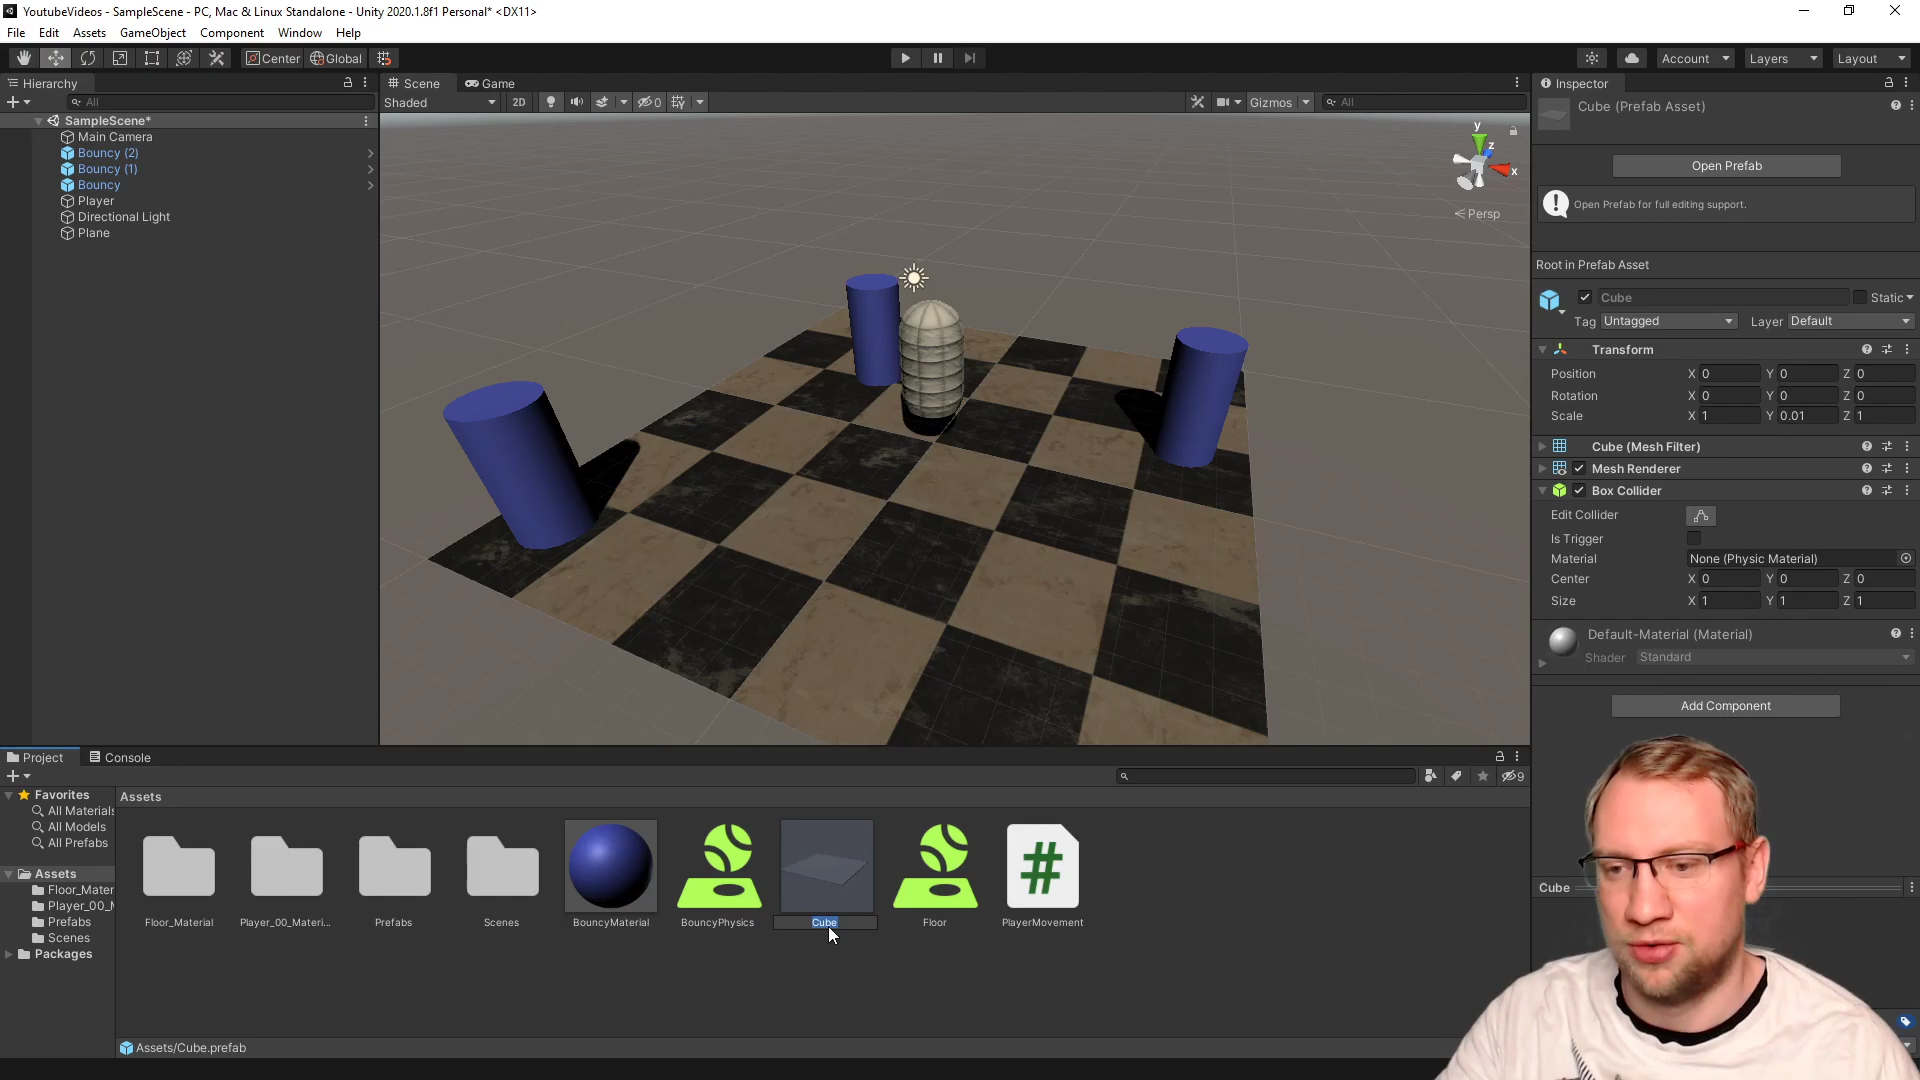 YoutubeVideos - SampleScene - PC, Mac & Linux Standalone - Unity 2020.1.8f1 Personal* <DX11>
File Edit Assets GameObject Component Window Help
Center Global Account Layers Layout
Hierarchy
All
SampleScene*
Main Camera
Bouncy (2)
Bouncy (1)
Bouncy
Player
Directional Light
Plane
Scene Game
Shaded 2D 0 Gizmos All
y
z
x
Persp
Inspector
Cube (Prefab Asset)
Open Prefab
Open Prefab for full editing support.
Root in Prefab Asset
Cube Static
Tag Untagged Layer Default
Transform
Position X 0 Y 0 Z 0
Rotation X 0 Y 0 Z 0
Scale X 1 Y 0.01 Z 1
Cube (Mesh Filter)
Mesh Renderer
Box Collider
Edit Collider
Is Trigger
Material None (Physic Material)
Center X 0 Y 0 Z 0
Size X 1 Y 1 Z 1
Default-Material (Material)
Shader Standard
Add Component
Cube
Project Console
9
Favorites
All Materials
All Models
All Prefabs
Assets
Floor_Mater
Player_00_M
Prefabs
Scenes
Packages
Assets
Floor_Material Player_00_Materi... Prefabs Scenes BouncyMaterial BouncyPhysics Cube Floor PlayerMovement
Assets/Cube.prefab